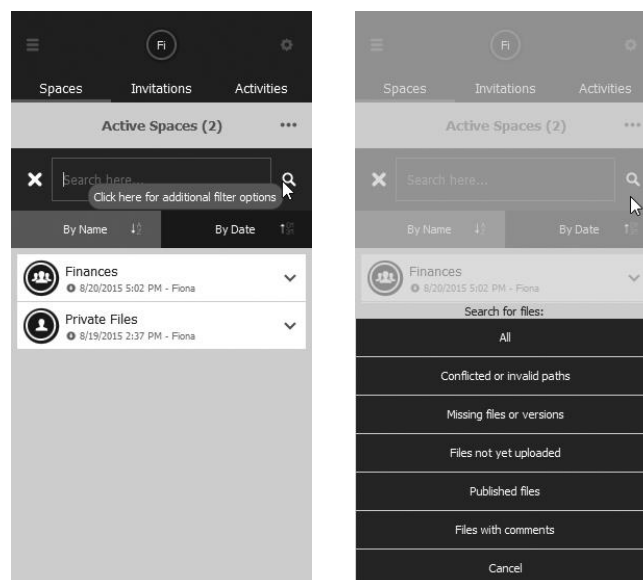 Fi
Spaces Invitations Activities
Active Spaces (2)
Search here...
Click here for additional filter options
By Name By Date
Finances
8/20/2015 5:02 PM - Fiona
Private Files
8/19/2015 2:37 PM - Fiona
Fi
Spaces Invitations Activities
Active Spaces (2)
Search here...
By Name By Date
Finances
8/20/2015 5:02 PM - Fiona
Search for files:
All
Conflicted or invalid paths
Missing files or versions
Files not yet uploaded
Published files
Files with comments
Cancel